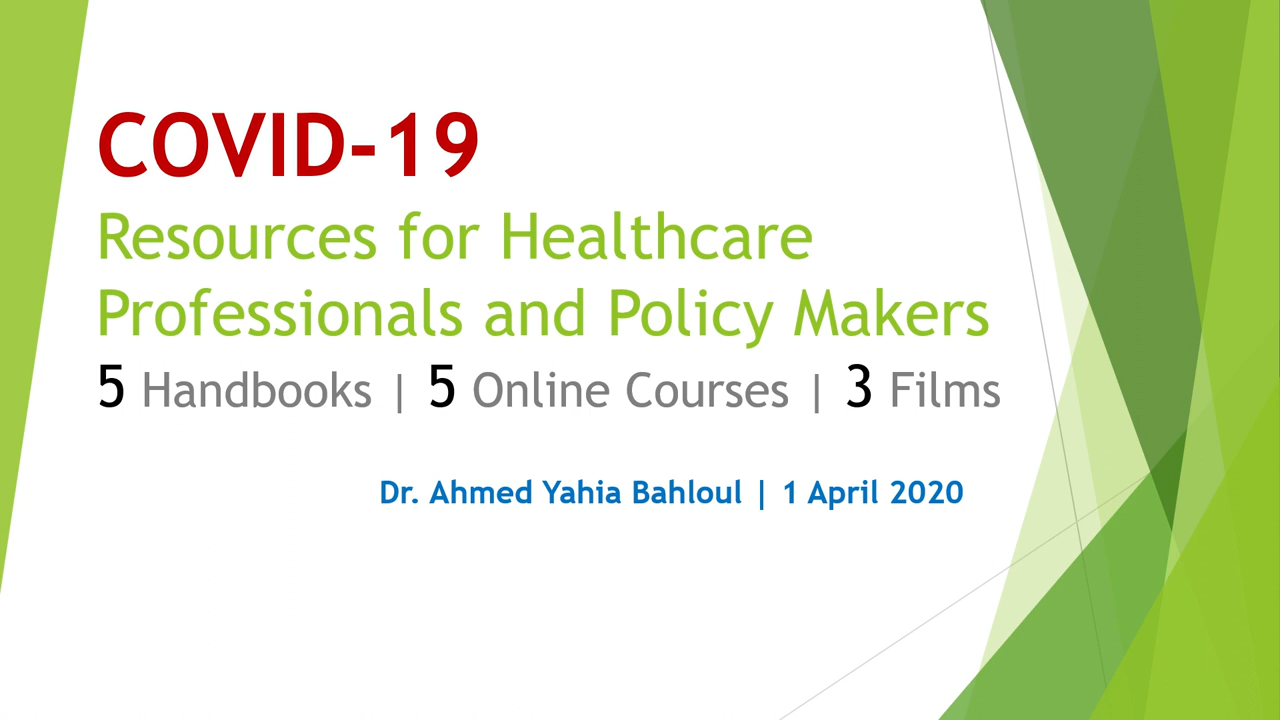 COVID-19
Resources for Healthcare
Professionals and Policy Makers
5 Handbooks | 5 Online Courses | 3 Films
Dr. Ahmed Yahia Bahloul | 1 April 2020